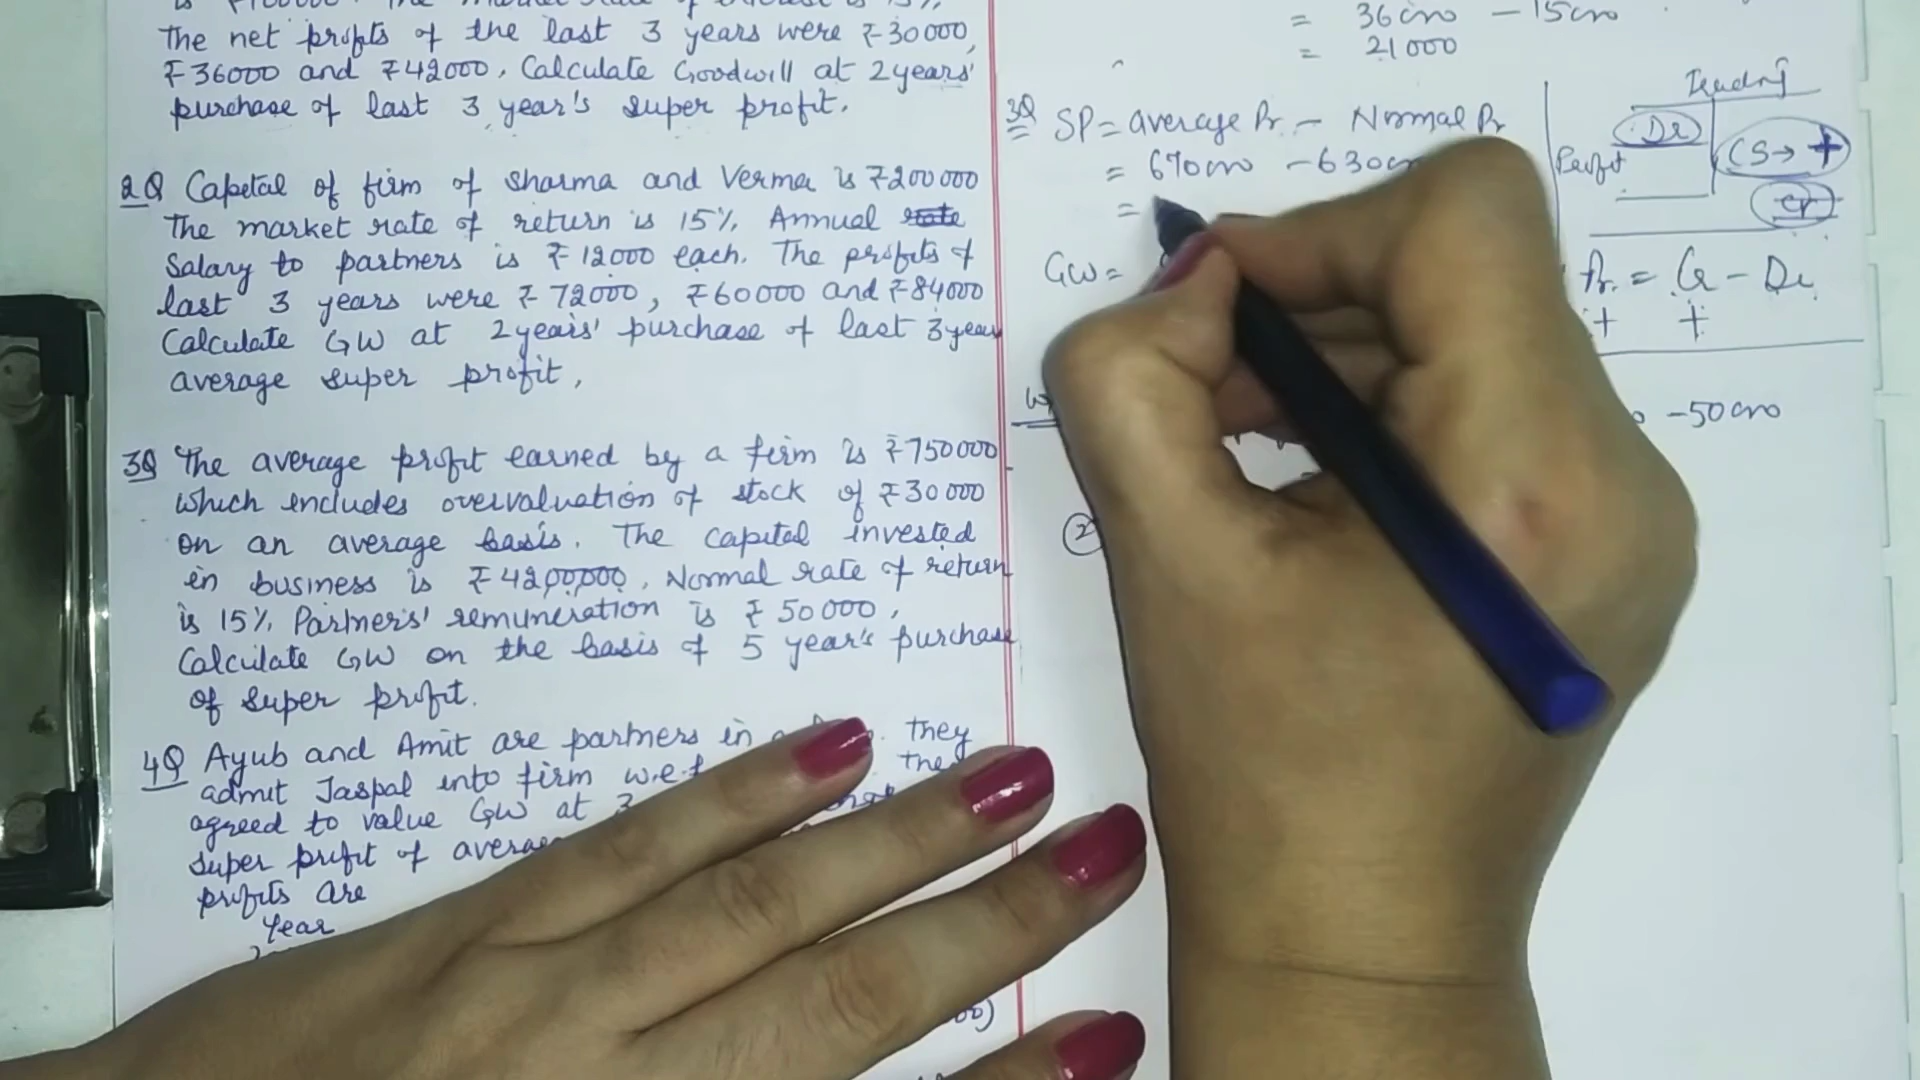 The net profits of the last 3 years were ₹30000,
₹36000 and ₹42000. Calculate Goodwill at 2 years'
purchase of last 3 year's super profit.
2Q Capital of firm of Sharma and Verma is ₹200000
The market rate of return is 15%. Annual
Salary to partners is ₹12000 each. The profits of
last 3 years were ₹72000, ₹60000 and ₹84000
Calculate GW at 2 years' purchase of last 3 year
average super profit.
3Q The average profit earned by a firm is ₹750000
which includes overvaluation of stock of ₹30000
on an average basis. The capital invested
in business is ₹4200000. Normal rate of return
is 15%. Partners' remuneration is ₹50000.
Calculate GW on the basis of 5 year's purchase
of super profit.
4Q Ayub and Amit are partners in They
admit Jaspal into firm w.e.f
agreed to value GW at 3
super profit of average
profits are
Year
= 36000 - 15000
= 21000
3Q SP = average Pr. - Normal Pr
= 670000 - 630
=
GW =
- 50000
2
Trading
Dr
Profit
CS → +
Cr
Pr. = Cr - Dr
+ +